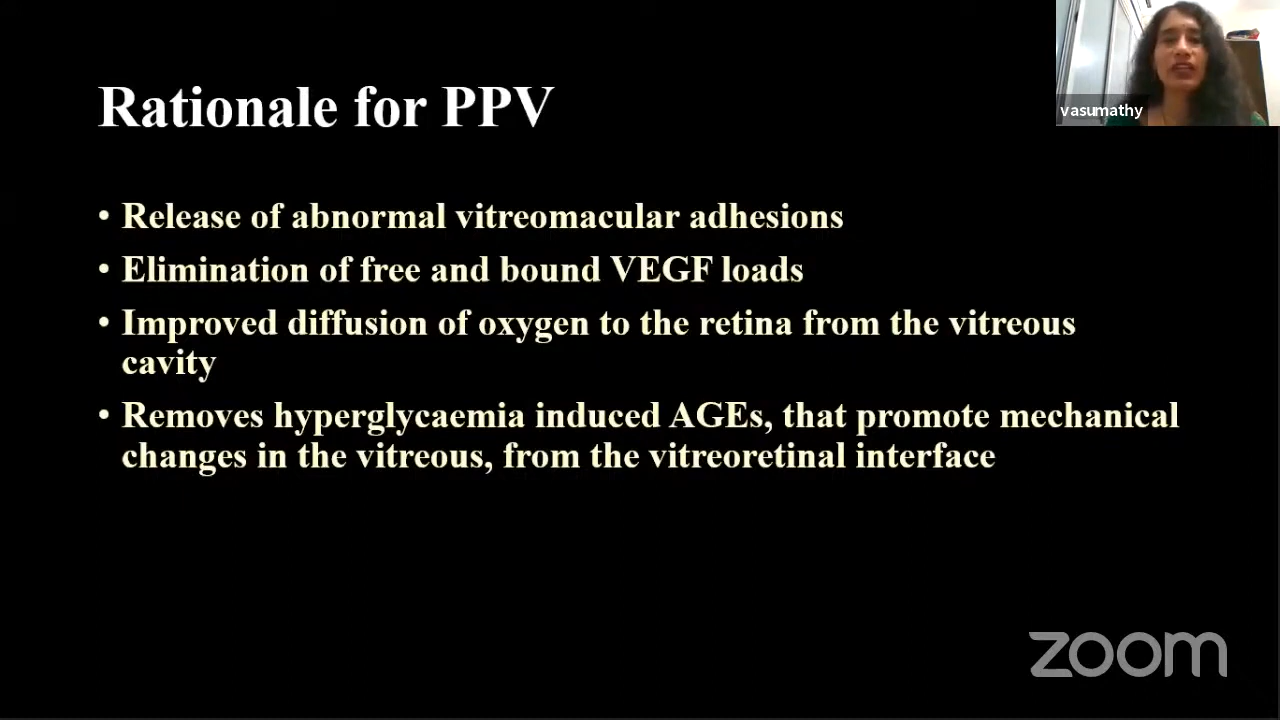 Rationale for PPV
vasumathy
• Release of abnormal vitreomacular adhesions
• Elimination of free and bound VEGF loads
• Improved diffusion of oxygen to the retina from the vitreous
cavity
• Removes hyperglycaemia induced AGEs, that promote mechanical
changes in the vitreous, from the vitreoretinal interface
zoom